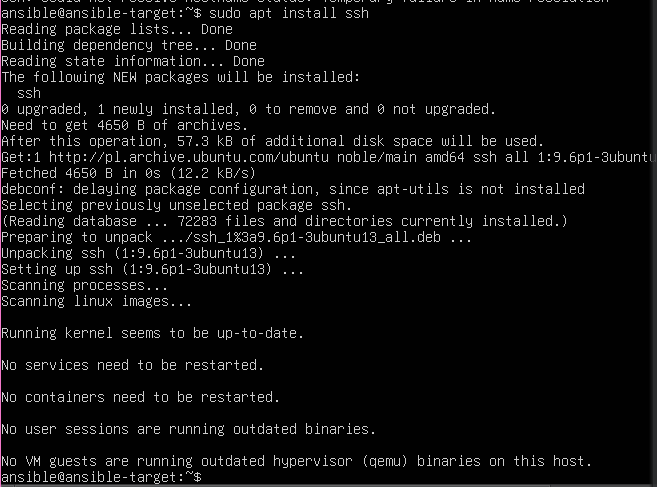 ansible@ansible-target:~$ sudo apt install ssh
Reading package lists... Done
Building dependency tree... Done
Reading state information... Done
The following NEW packages will be installed:
  ssh
0 upgraded, 1 newly installed, 0 to remove and 0 not upgraded.
Need to get 4650 B of archives.
After this operation, 57.3 kB of additional disk space will be used.
Get:1 http://pl.archive.ubuntu.com/ubuntu noble/main amd64 ssh all 1:9.6p1-3ubuntu
Fetched 4650 B in 0s (12.2 kB/s)
debconf: delaying package configuration, since apt-utils is not installed
Selecting previously unselected package ssh.
(Reading database ... 72283 files and directories currently installed.)
Preparing to unpack .../ssh_1%3a9.6p1-3ubuntu13_all.deb ...
Unpacking ssh (1:9.6p1-3ubuntu13) ...
Setting up ssh (1:9.6p1-3ubuntu13) ...
Scanning processes...
Scanning linux images...

Running kernel seems to be up-to-date.

No services need to be restarted.

No containers need to be restarted.

No user sessions are running outdated binaries.

No VM guests are running outdated hypervisor (qemu) binaries on this host.
ansible@ansible-target:~$